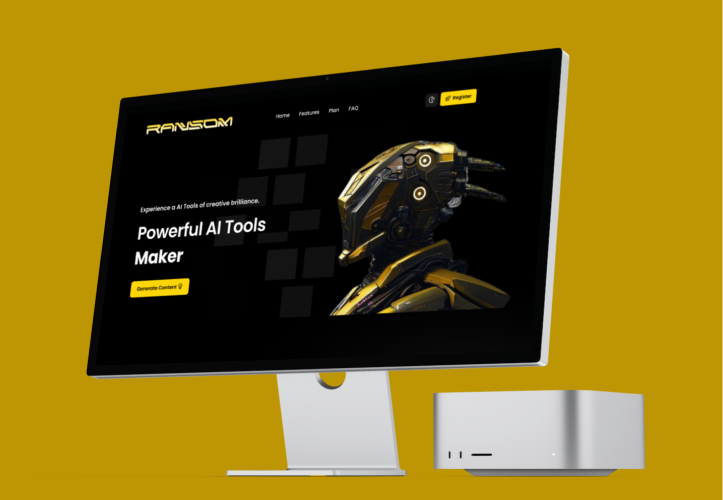 RANSOM
Home Features Plan FAQ
Register
Experience a AI Tools of creative brilliance.
Powerful AI Tools
Maker
Generate Content